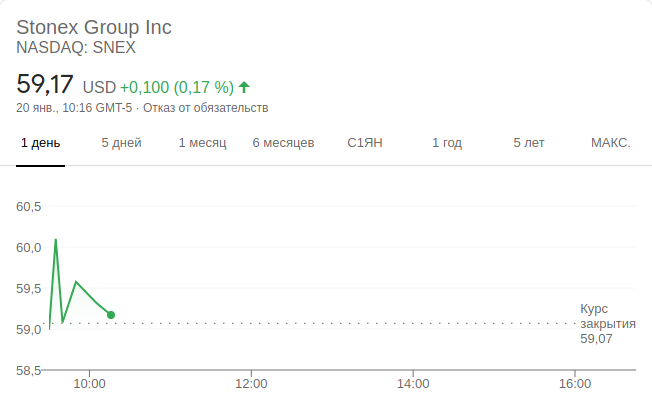 Stonex Group Inc
NASDAQ: SNEX
59,17 USD +0,100 (0,17 %)
20 янв., 10:16 GMT-5 · Отказ от обязательств
1 день 5 дней 1 месяц 6 месяцев С1ЯН 1 год 5 лет МАКС.
60,5
60,0
59,5
59,0
58,5
Курс
закрытия
59,07
10:00 12:00 14:00 16:00